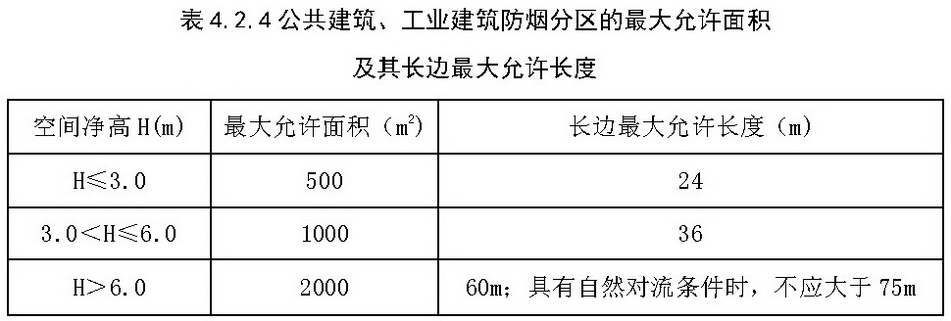 表4.2.4公共建筑、工业建筑防烟分区的最大允许面积
及其长边最大允许长度
空间净高H(m) 最大允许面积（m²) 长边最大允许长度（m）
H≤3.0 500 24
3.0＜H≤6.0 1000 36
H＞6.0 2000 60m；具有自然对流条件时，不应大于75m